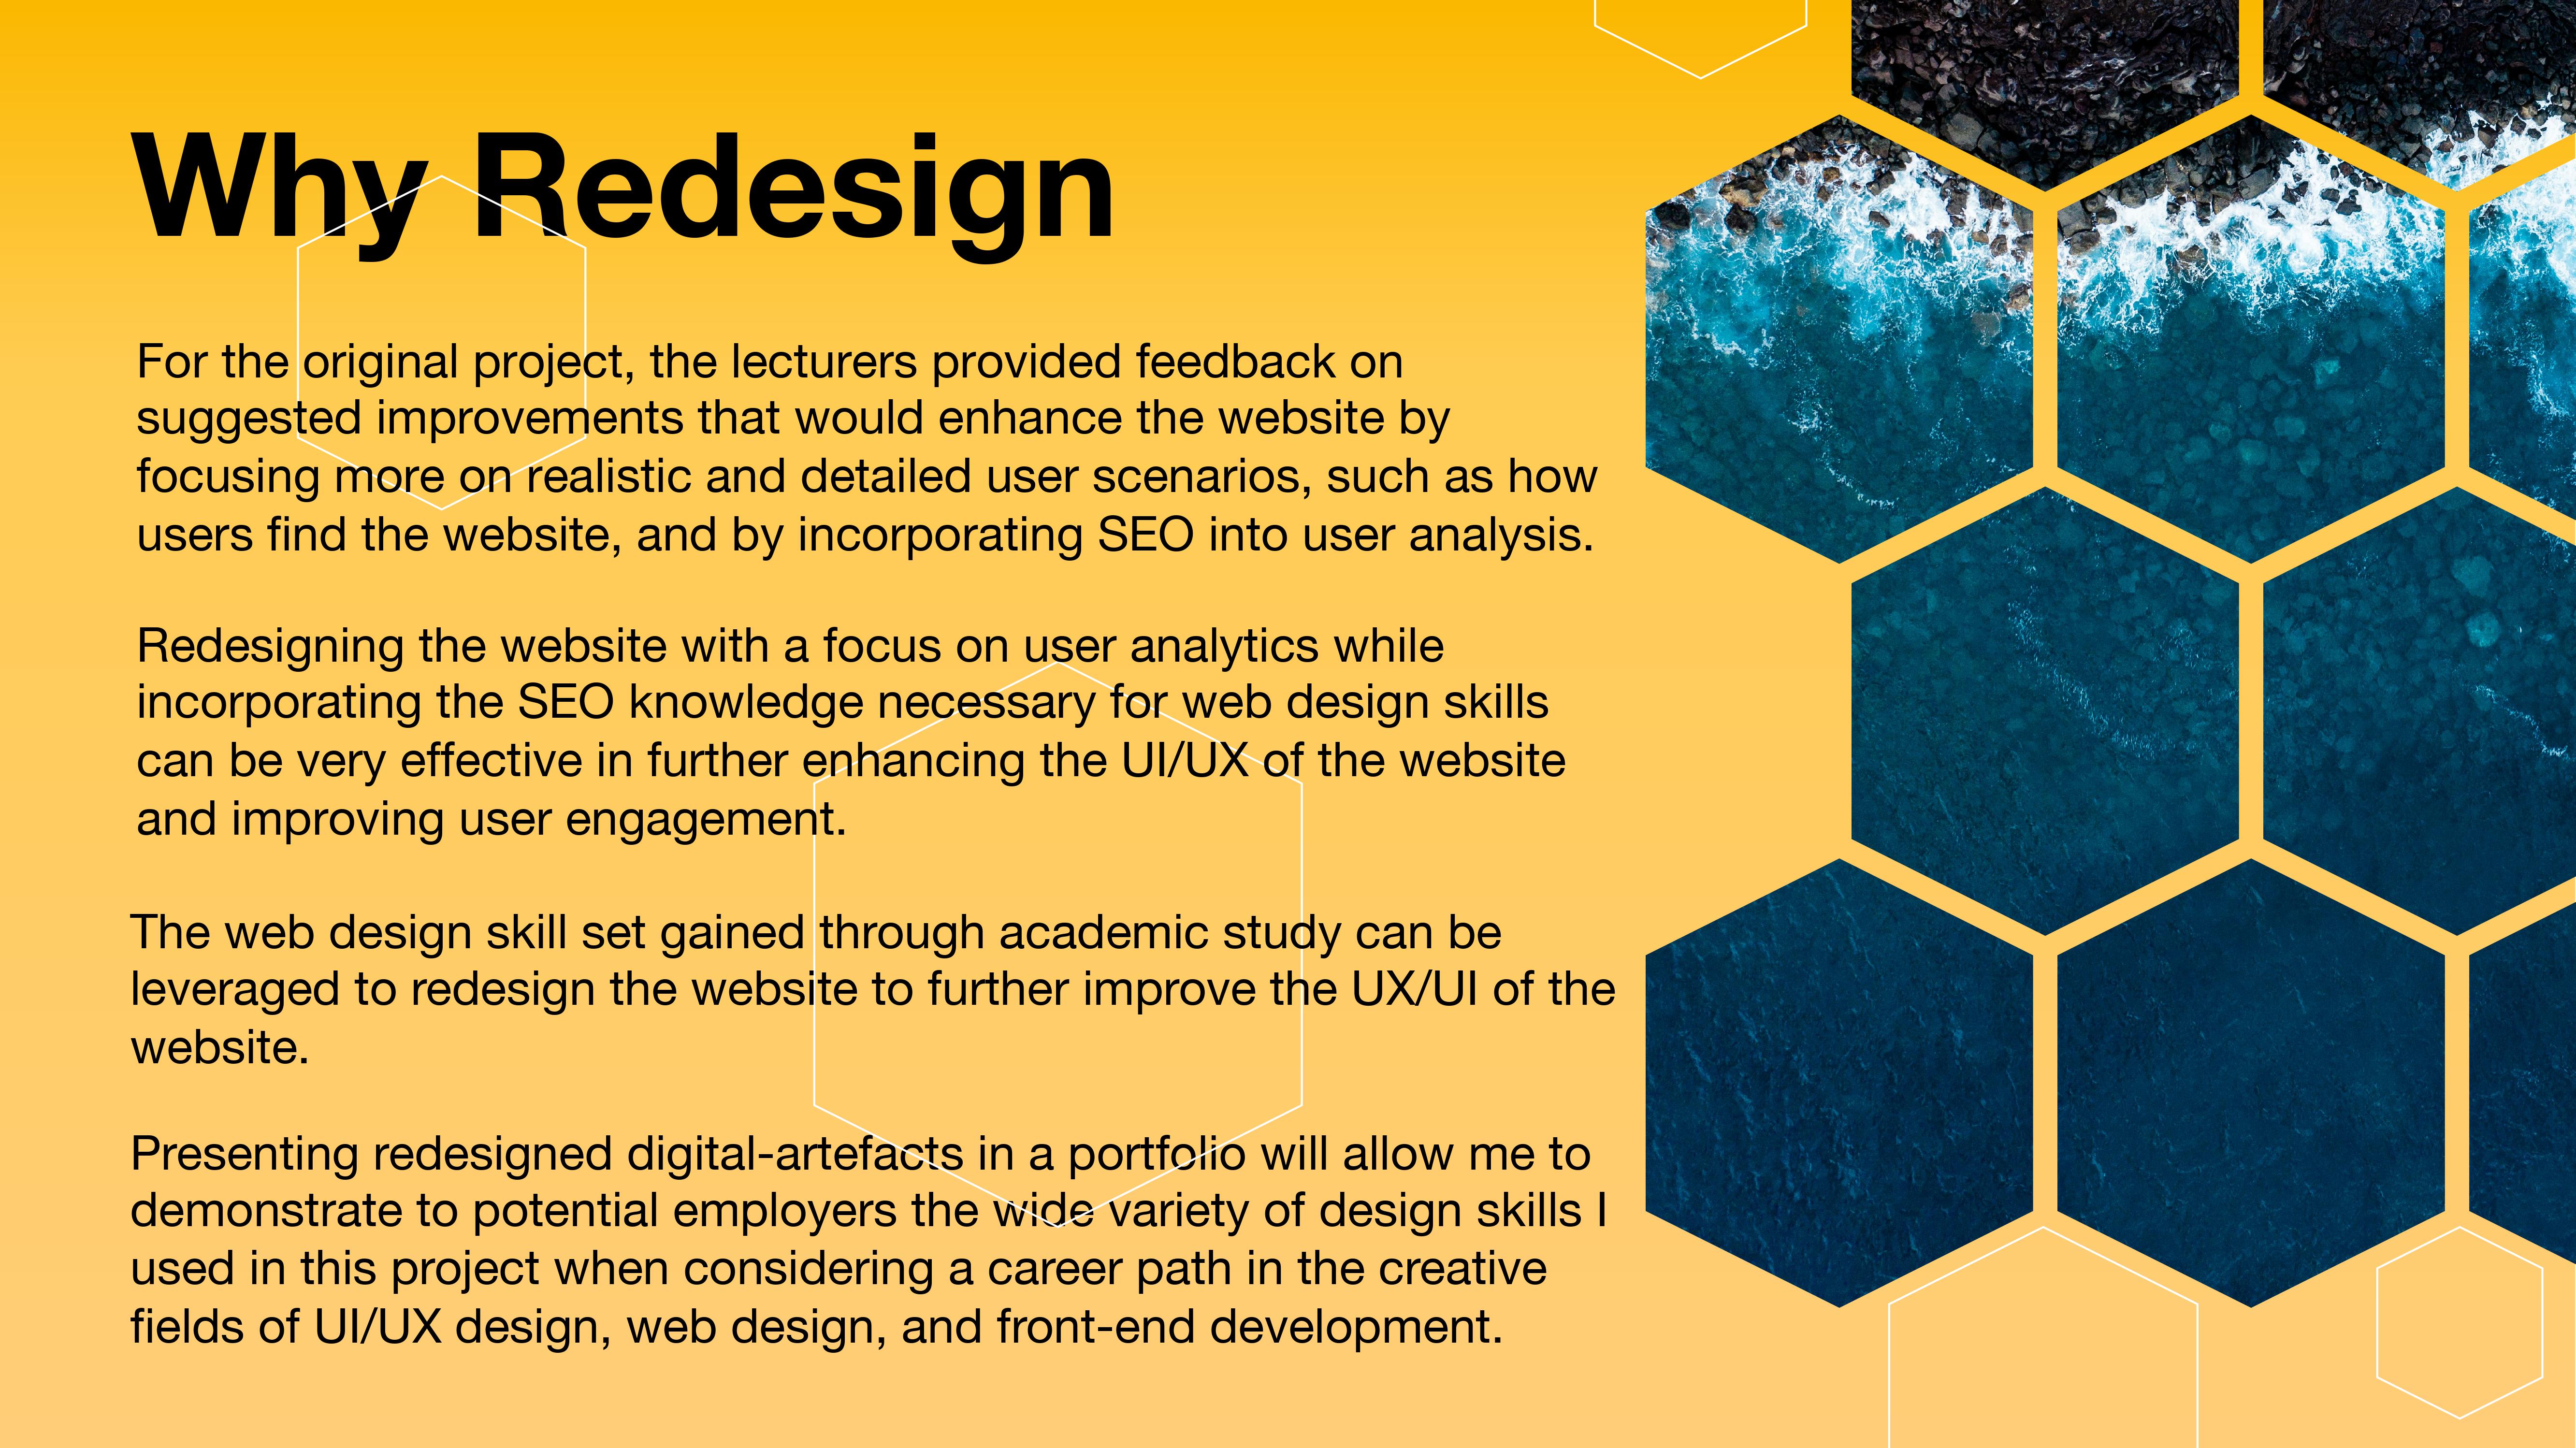 Why Redesign
For the original project, the lecturers provided feedback on
suggested improvements that would enhance the website by
focusing more on realistic and detailed user scenarios, such as how
users find the website, and by incorporating SEO into user analysis.
Redesigning the website with a focus on user analytics while
incorporating the SEO knowledge necessary for web design skills
can be very effective in further enhancing the UI/UX of the website
and improving user engagement.
The web design skill set gained through academic study can be
leveraged to redesign the website to further improve the UX/UI of the
website.
Presenting redesigned digital-artefacts in a portfolio will allow me to
demonstrate to potential employers the wide variety of design skills I
used in this project when considering a career path in the creative
fields of UI/UX design, web design, and front-end development.